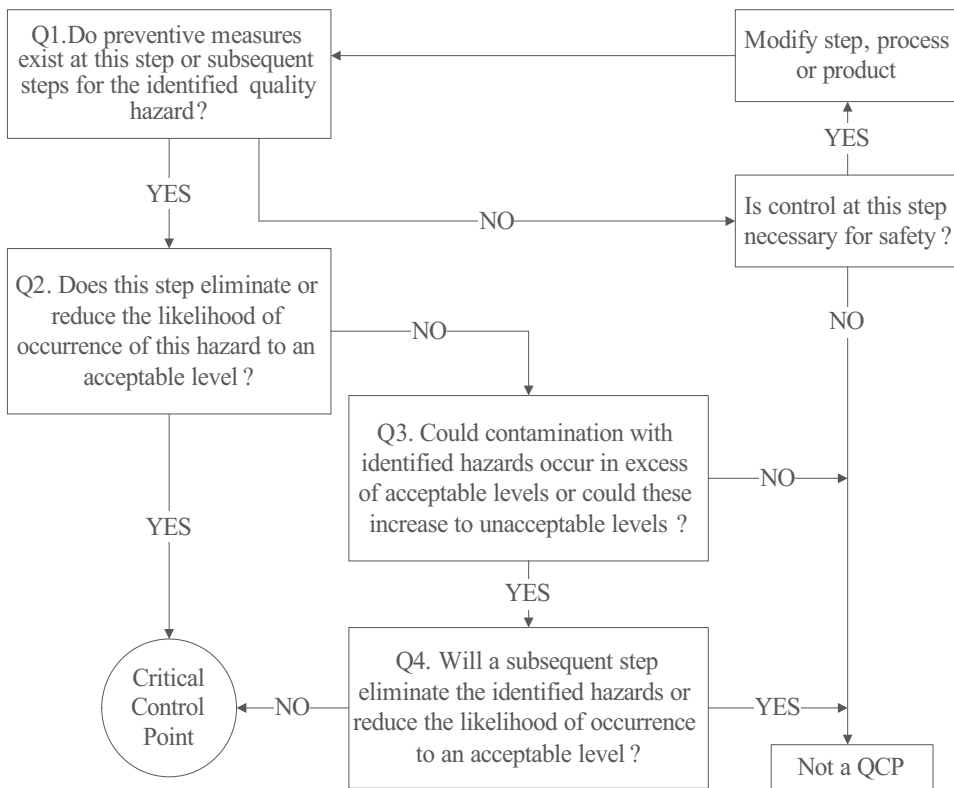 Q1.Do preventive measures
exist at this step or subsequent
steps for the identified quality
hazard?
Modify step, process
or product
YES
YES
NO
Is control at this step
necessary for safety?
Q2. Does this step eliminate or
reduce the likelihood of
occurrence of this hazard to an
acceptable level?
NO
NO
Q3. Could contamination with
identified hazards occur in excess
of acceptable levels or could these
increase to unacceptable levels ?
NO
YES
YES
Critical
Control
Point
NO
Q4. Will a subsequent step
eliminate the identified hazards or
reduce the likelihood of occurrence
to an acceptable level?
YES
Not a QCP